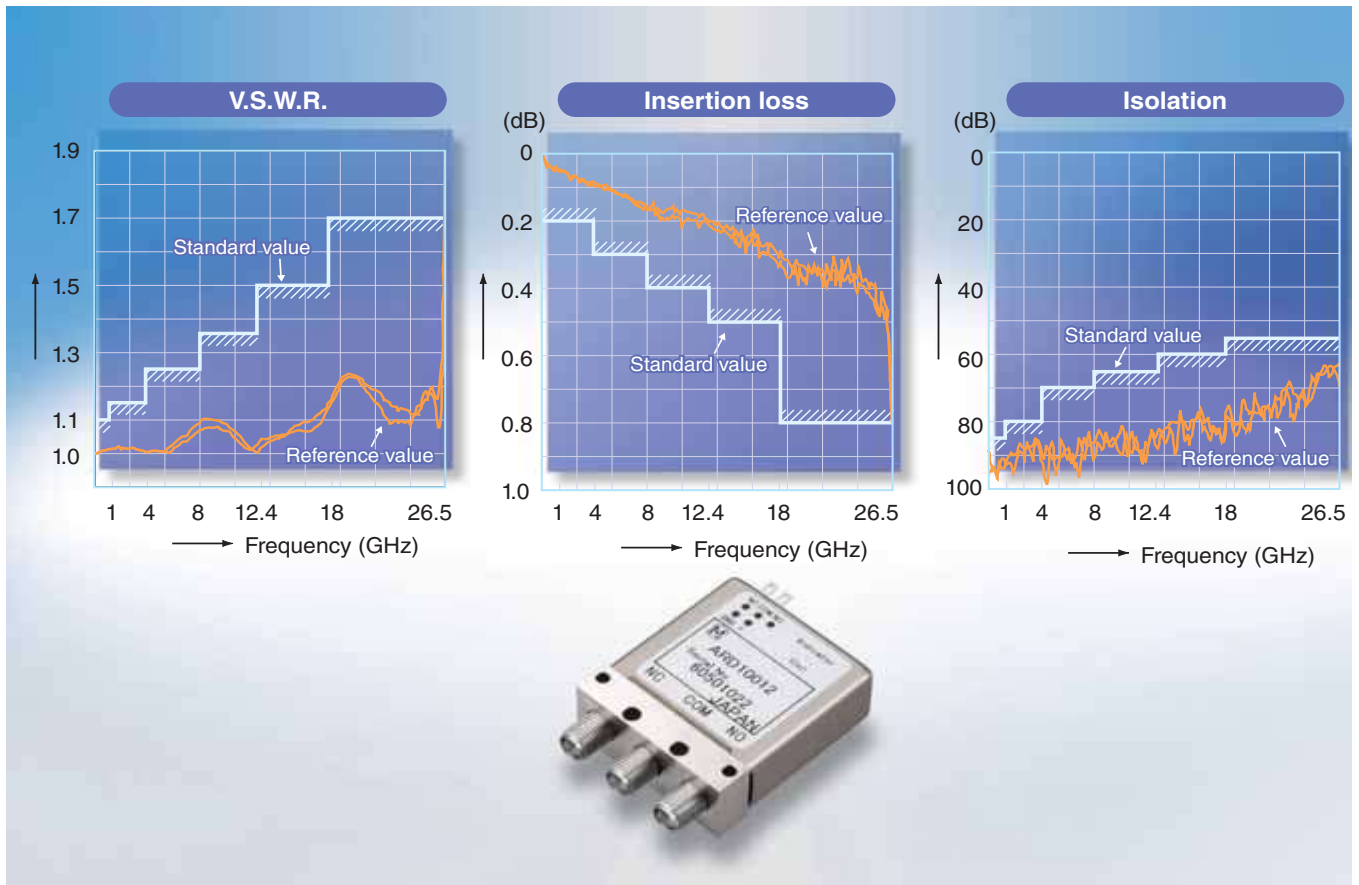 V.S.W.R.
1.9
1.7
1.5
1.3
1.1
1.0
Standard value
Reference value
1 4 8 12.4 18 26.5
Frequency (GHz)
Insertion loss
(dB)
0
0.2
0.4
0.6
0.8
1.0
Reference value
Standard value
1 4 8 12.4 18 26.5
Frequency (GHz)
Isolation
(dB)
0
20
40
60
80
100
Standard value
Reference value
1 4 8 12.4 18 26.5
Frequency (GHz)
ARD10012
Serial No.
60501022
JAPAN
NC COM NO